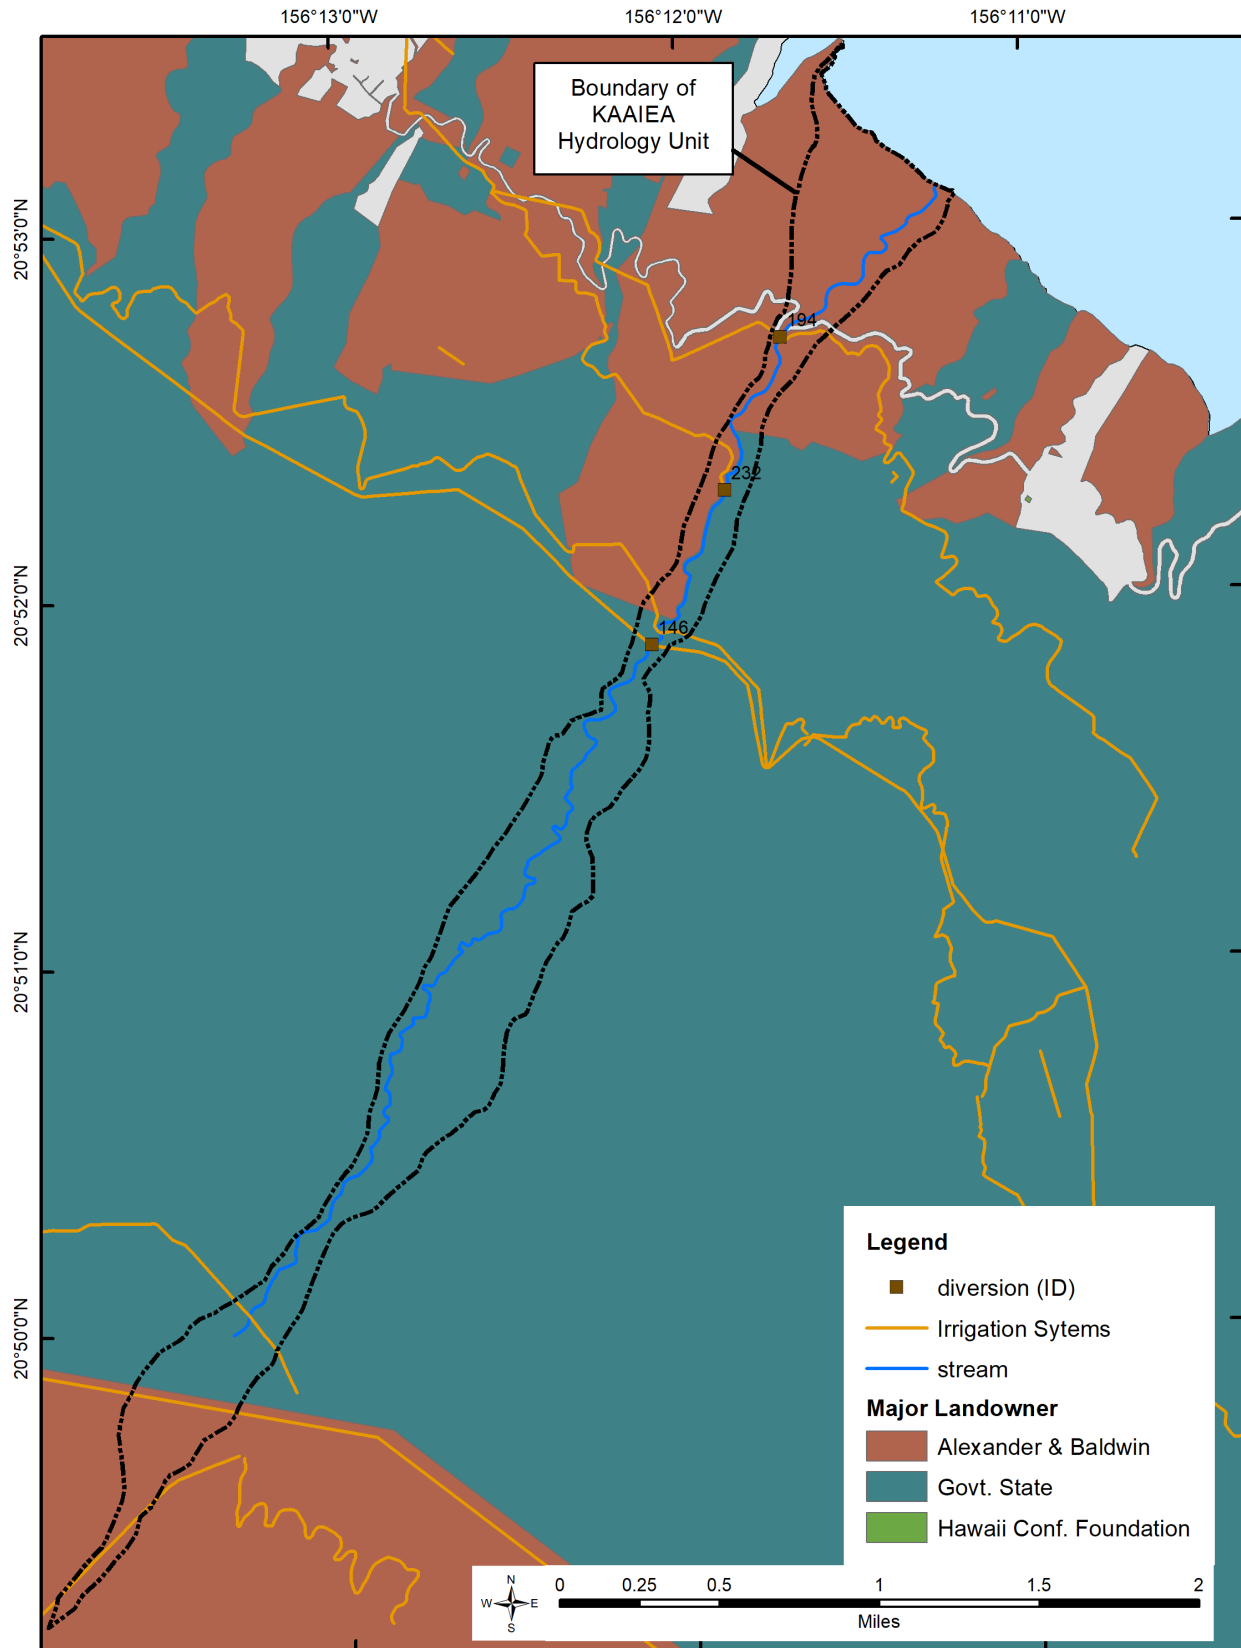 156°13'0"W
156°12'0"W
156°11'0"W
Boundary of
KAAIEA
Hydrology Unit
20°53'0"N
194
232
20°52'0"N
146
20°51'0"N
20°50'0"N
Legend
diversion (ID)
Irrigation Sytems
stream
Major Landowner
Alexander & Baldwin
Govt. State
Hawaii Conf. Foundation
N
W E
S
0 0.25 0.5 1 1.5 2
Miles